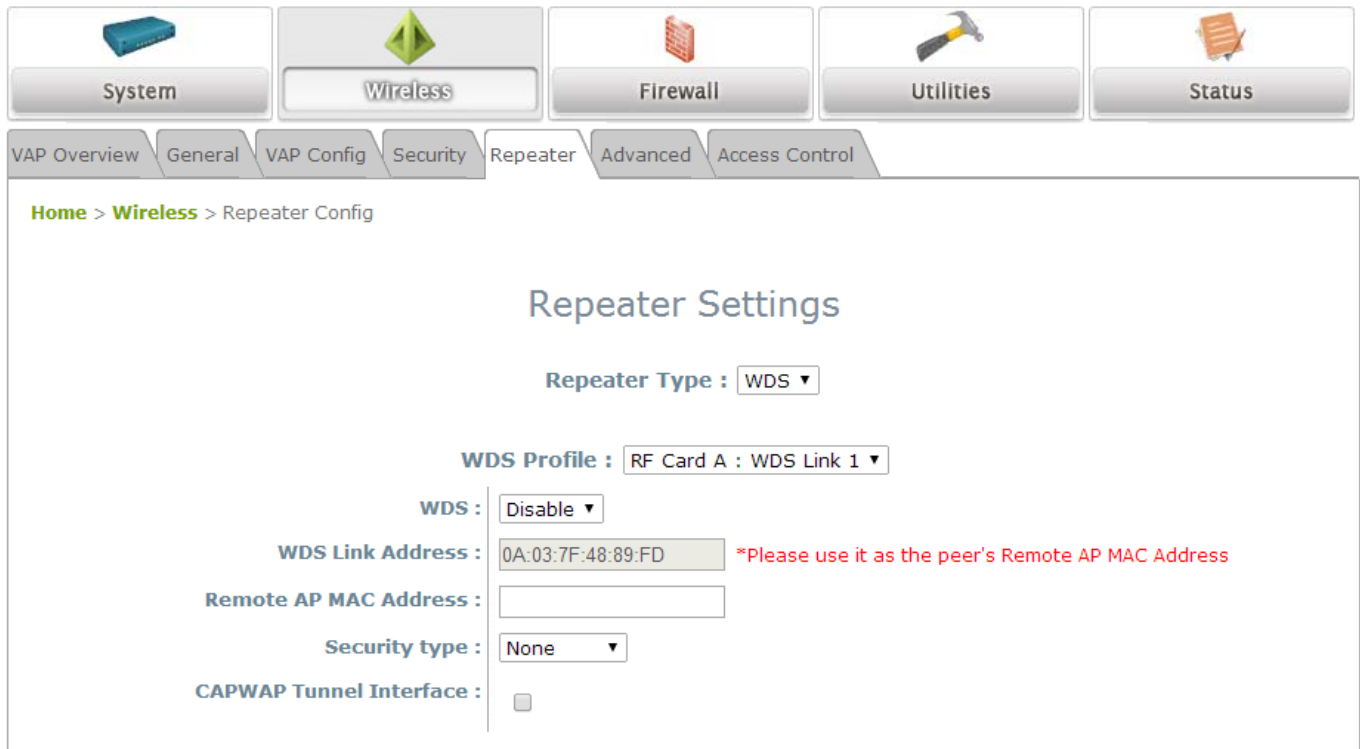 System
Wireless
Firewall
Utilities
Status
VAP Overview
General
VAP Config
Security
Repeater
Advanced
Access Control
Home > Wireless > Repeater Config
Repeater Settings
Repeater Type : WDS
WDS Profile : RF Card A : WDS Link 1
WDS : Disable
WDS Link Address : 0A:03:7F:48:89:FD *Please use it as the peer's Remote AP MAC Address
Remote AP MAC Address :
Security type : None
CAPWAP Tunnel Interface :